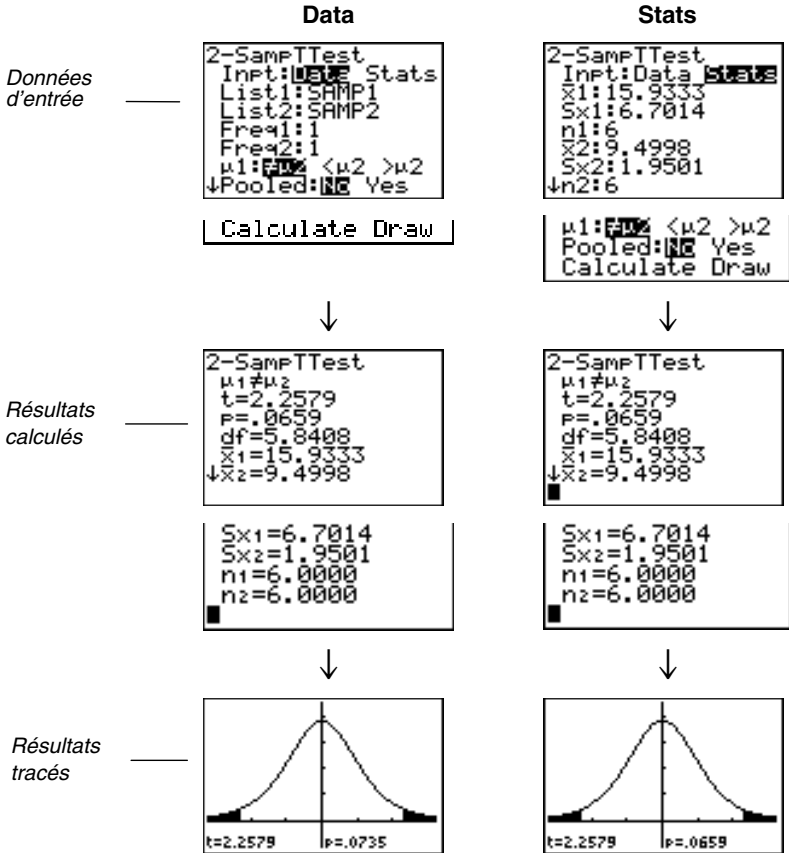 Data
Stats
Données
d'entrée
2-SampTTest
Inpt:Data Stats
List1:SAMP1
List2:SAMP2
Freq1:1
Freq2:1
μ1:≠μ2 <μ2 >μ2
↓Pooled:No Yes
Calculate Draw
2-SampTTest
Inpt:Data Stats
x̄1:15.9333
Sx1:6.7014
n1:6
x̄2:9.4998
Sx2:1.9501
↓n2:6
μ1:≠μ2 <μ2 >μ2
Pooled:No Yes
Calculate Draw
↓
↓
Résultats
calculés
2-SampTTest
μ1≠μ2
t=2.2579
p=.0659
df=5.8408
x̄1=15.9333
↓x̄2=9.4998
Sx1=6.7014
Sx2=1.9501
n1=6.0000
n2=6.0000
2-SampTTest
μ1≠μ2
t=2.2579
p=.0659
df=5.8408
x̄1=15.9333
↓x̄2=9.4998
Sx1=6.7014
Sx2=1.9501
n1=6.0000
n2=6.0000
↓
↓
Résultats
tracés
t=2.2579 p=.0735
t=2.2579 p=.0659